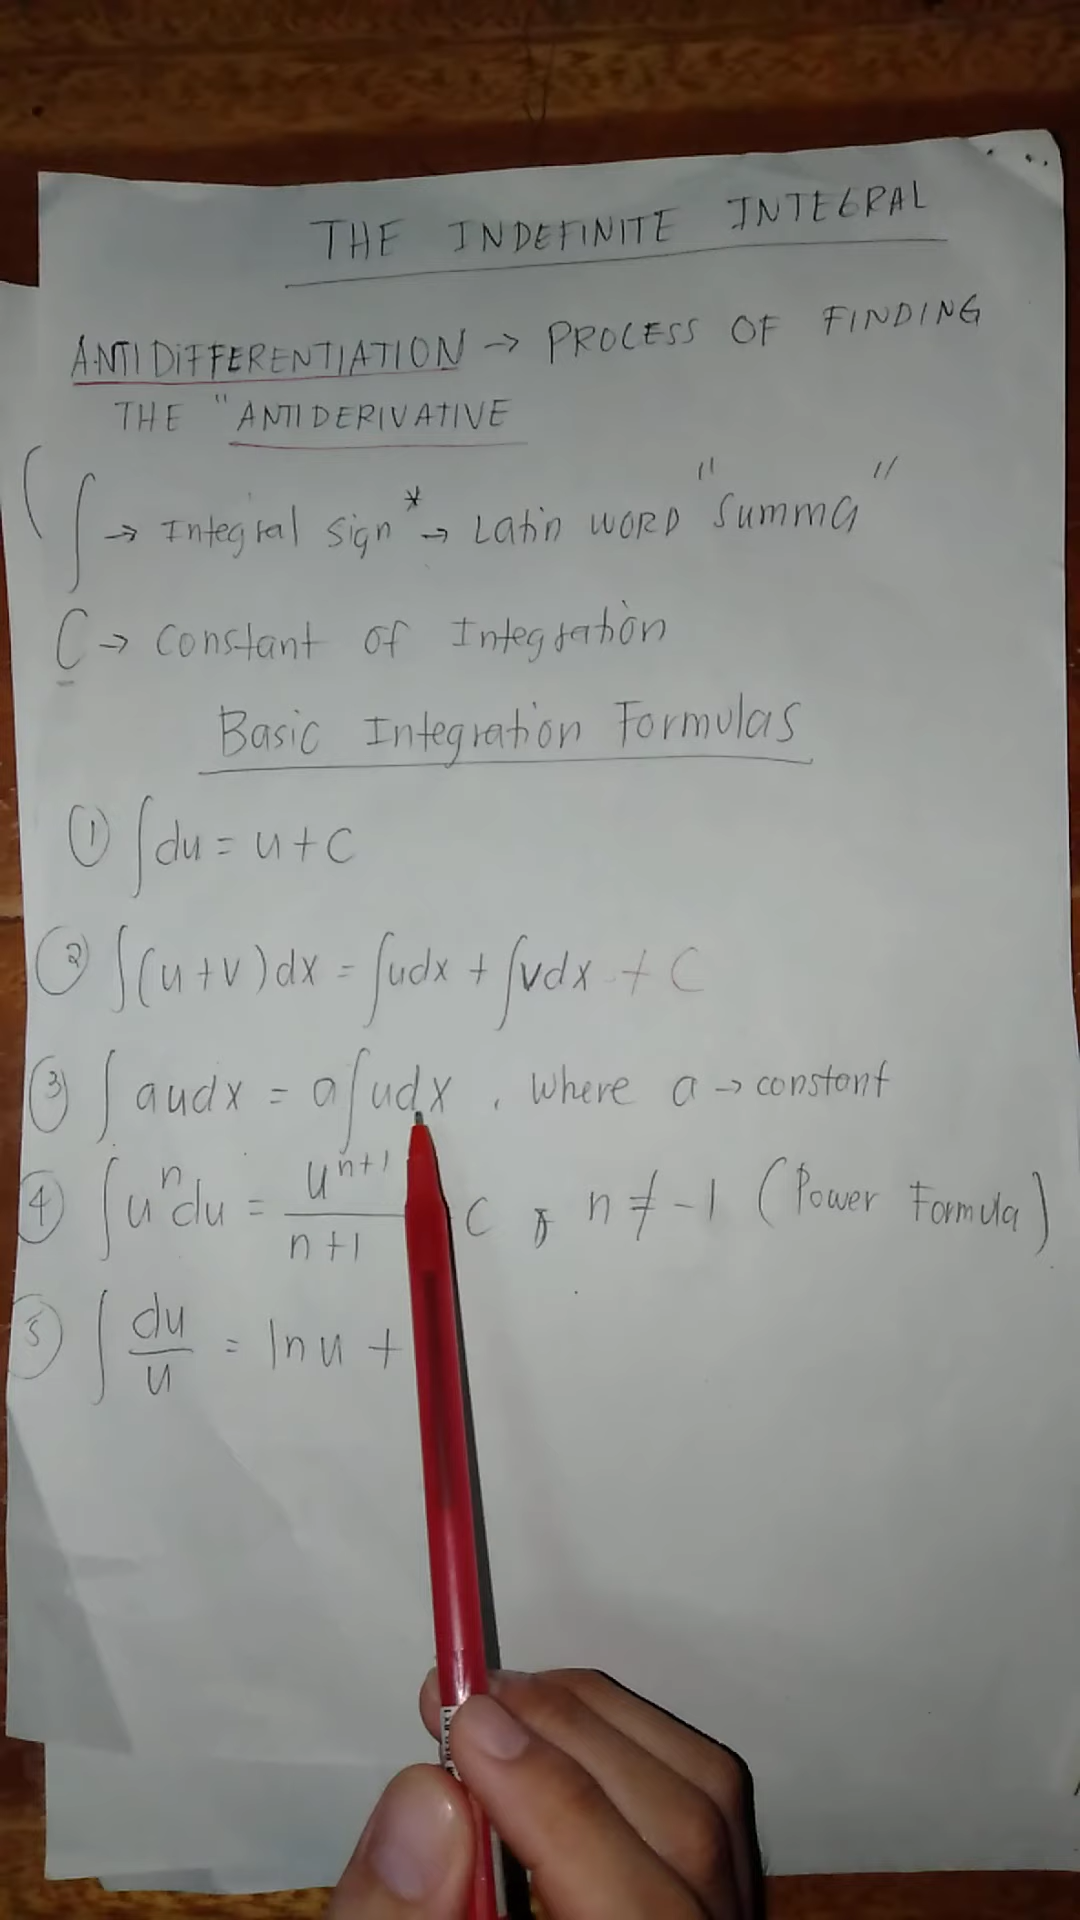 THE INDEFINITE INTEGRAL
ANTIDIFFERENTIATION → PROCESS OF FINDING
THE "ANTIDERIVATIVE
∫ → Integral sign* → Latin WORD "Summa"
C → Constant of Integration
Basic Integration Formulas
① ∫du = u + C
② ∫(u + v)dx = ∫udx + ∫vdx + C
③ ∫audx = a∫udx , where a → constant
④ ∫uⁿdu = uⁿ⁺¹/n+1 C , n ≠ -1 (Power Formula)
⑤ ∫du/u = ln u +